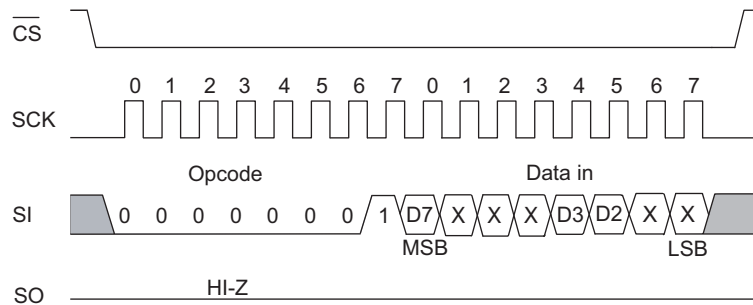 CS
0 1 2 3 4 5 6 7 0 1 2 3 4 5 6 7
SCK
Opcode Data in
SI 0 0 0 0 0 0 0 1 D7 X X X D3 D2 X X
MSB LSB
HI-Z
SO